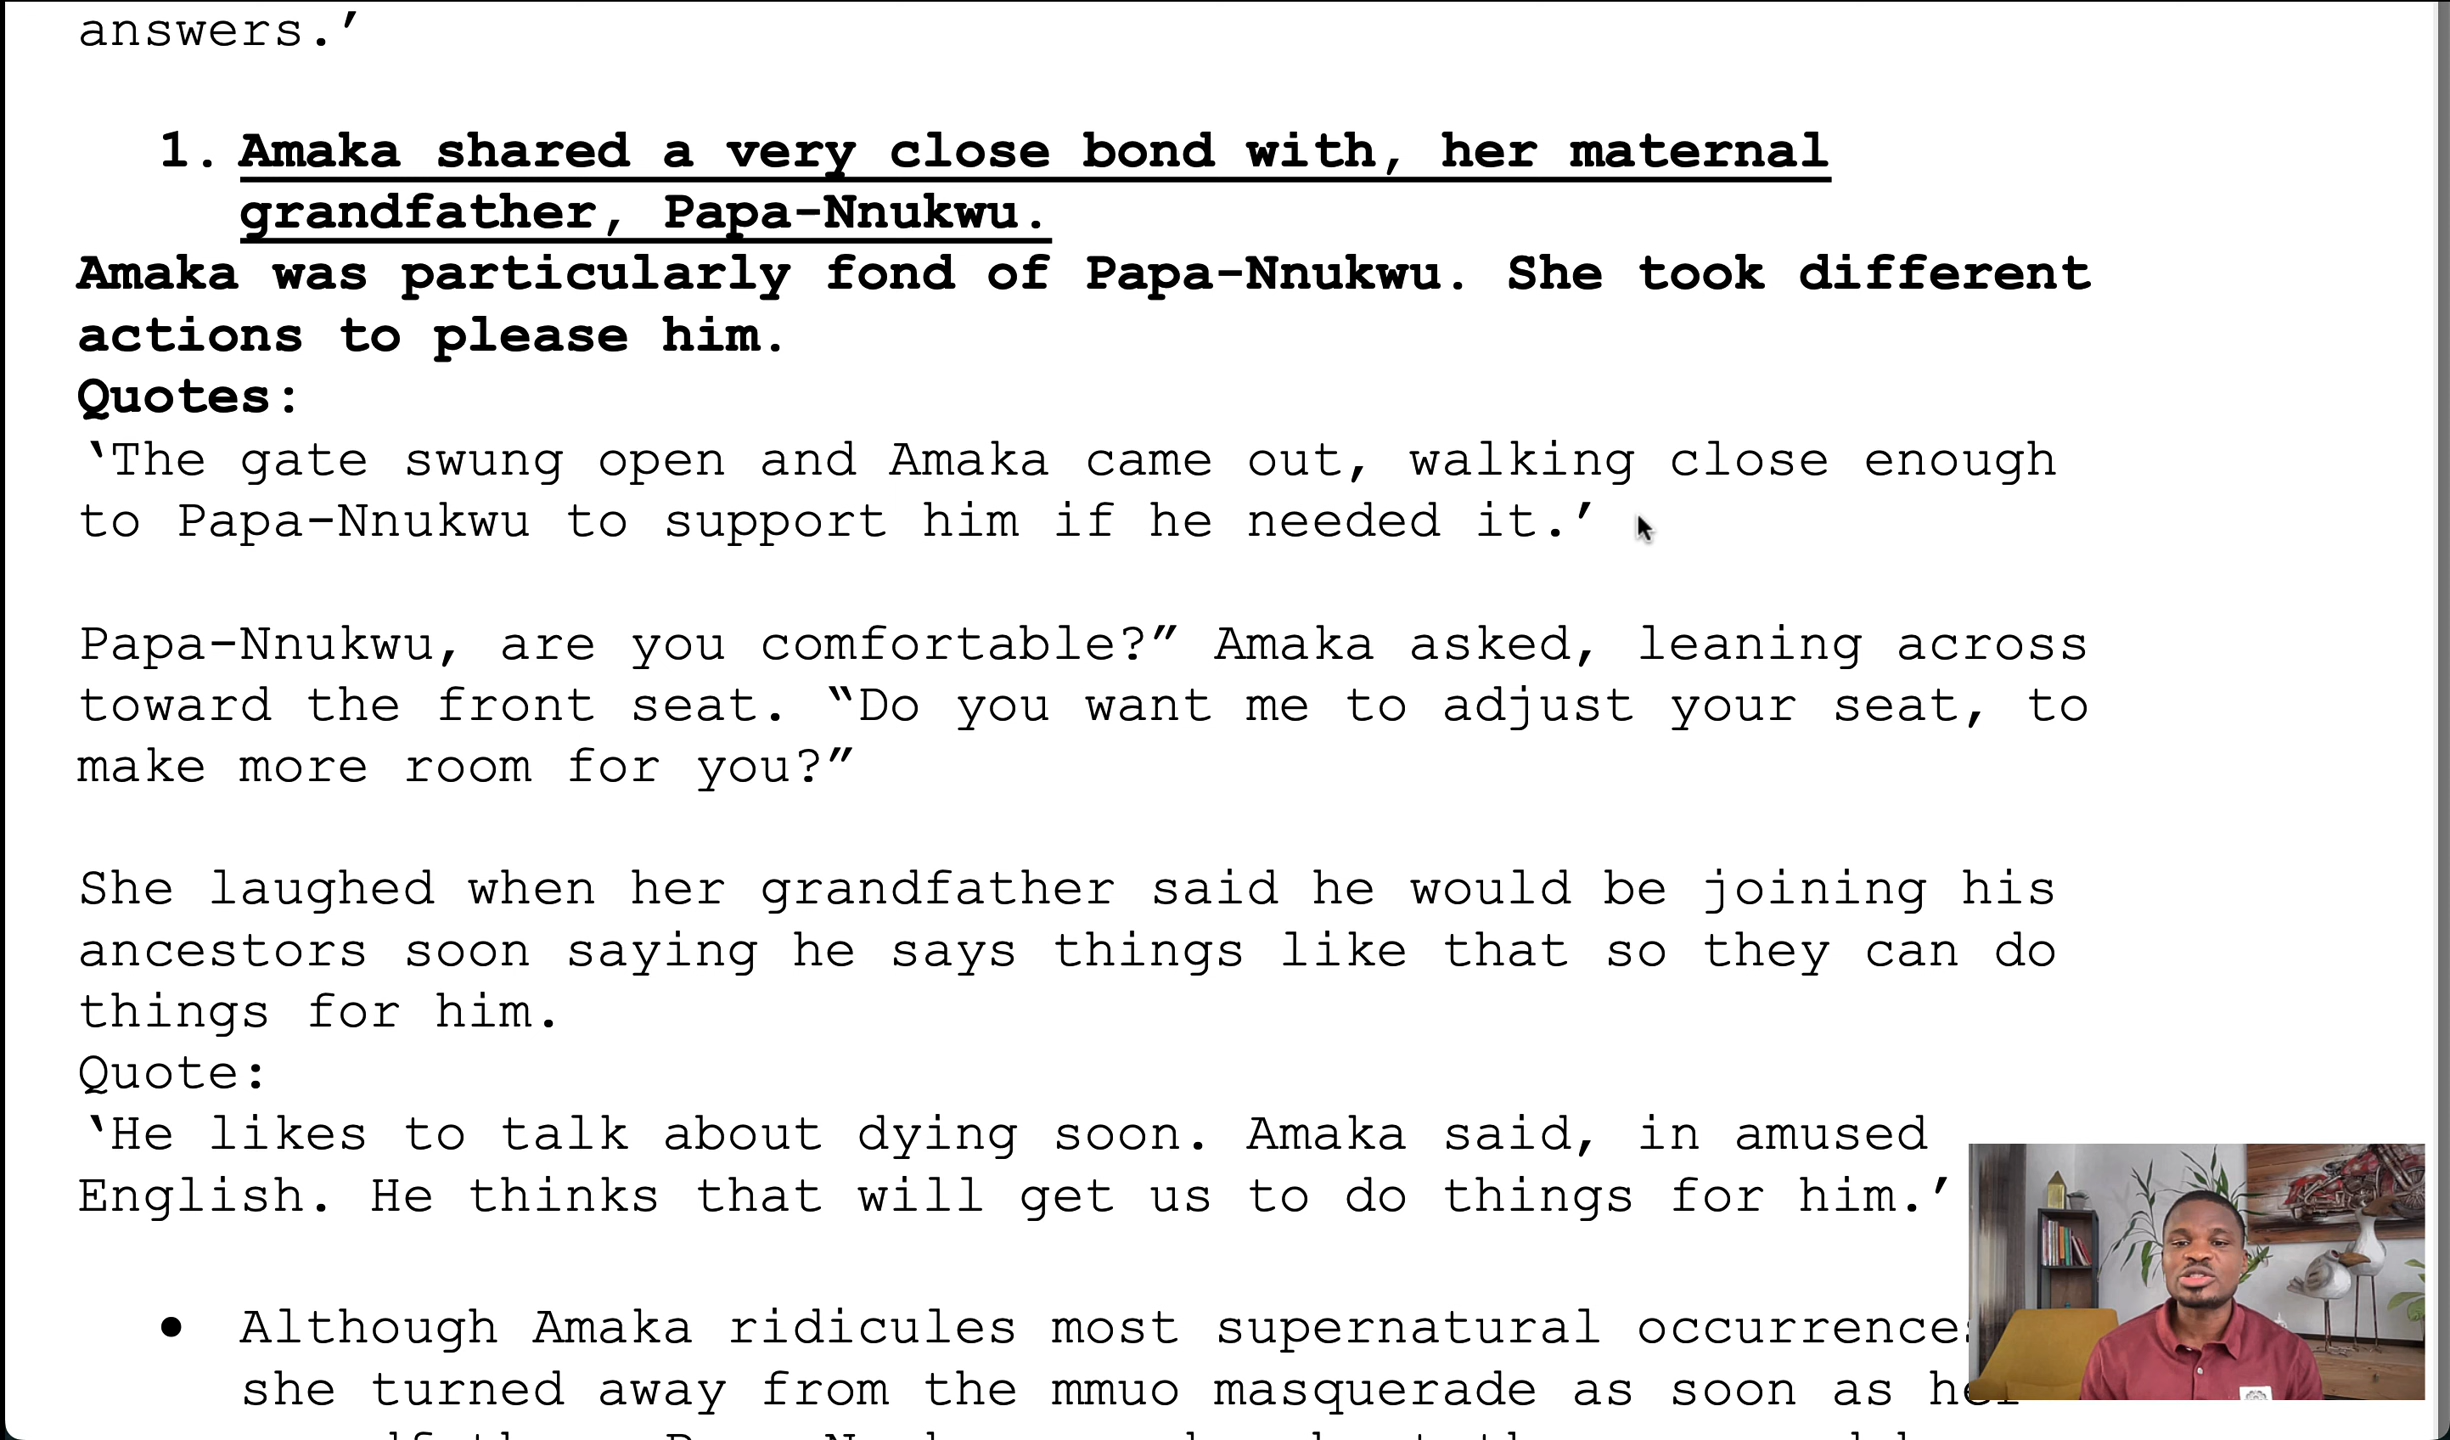 answers.’
1. Amaka shared a very close bond with, her maternal
grandfather, Papa-Nnukwu.
Amaka was particularly fond of Papa-Nnukwu. She took different
actions to please him.
Quotes:
‘The gate swung open and Amaka came out, walking close enough
to Papa-Nnukwu to support him if he needed it.’
Papa-Nnukwu, are you comfortable?” Amaka asked, leaning across
toward the front seat. “Do you want me to adjust your seat, to
make more room for you?”
She laughed when her grandfather said he would be joining his
ancestors soon saying he says things like that so they can do
things for him.
Quote:
‘He likes to talk about dying soon. Amaka said, in amused
English. He thinks that will get us to do things for him.’
• Although Amaka ridicules most supernatural
she turned away from the mmuo masquerade as soon as